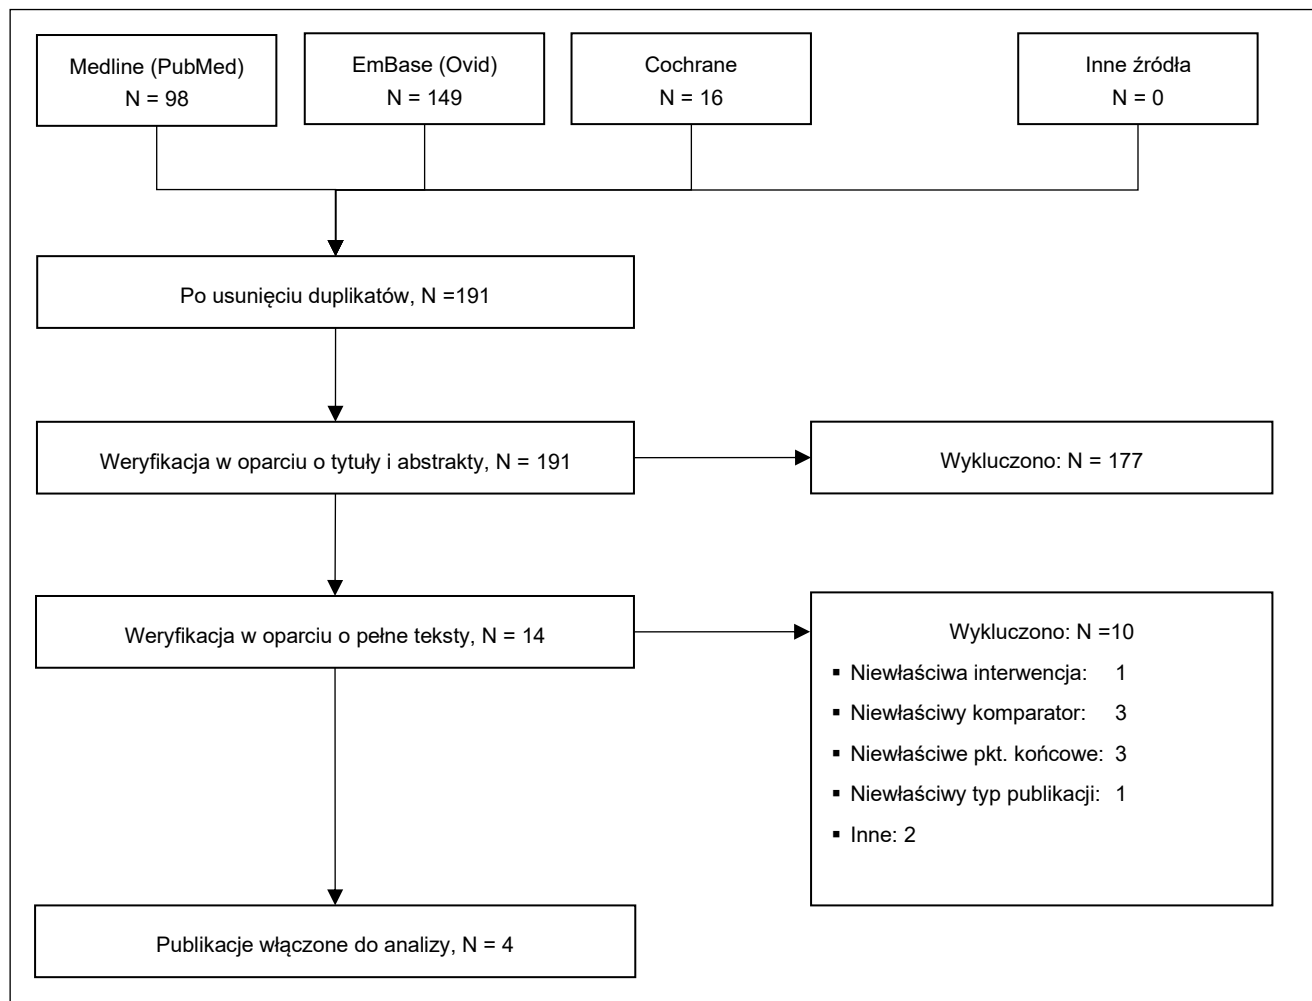 Medline (PubMed)
N = 98
EmBase (Ovid)
N = 149
Cochrane
N = 16
Inne źródła
N = 0
Po usunięciu duplikatów, N =191
Weryfikacja w oparciu o tytuły i abstrakty, N = 191
Wykluczono: N = 177
Weryfikacja w oparciu o pełne teksty, N = 14
Wykluczono: N =10
▪ Niewłaściwa interwencja: 1
▪ Niewłaściwy komparator: 3
▪ Niewłaściwe pkt. końcowe: 3
▪ Niewłaściwy typ publikacji: 1
▪ Inne: 2
Publikacje włączone do analizy, N = 4